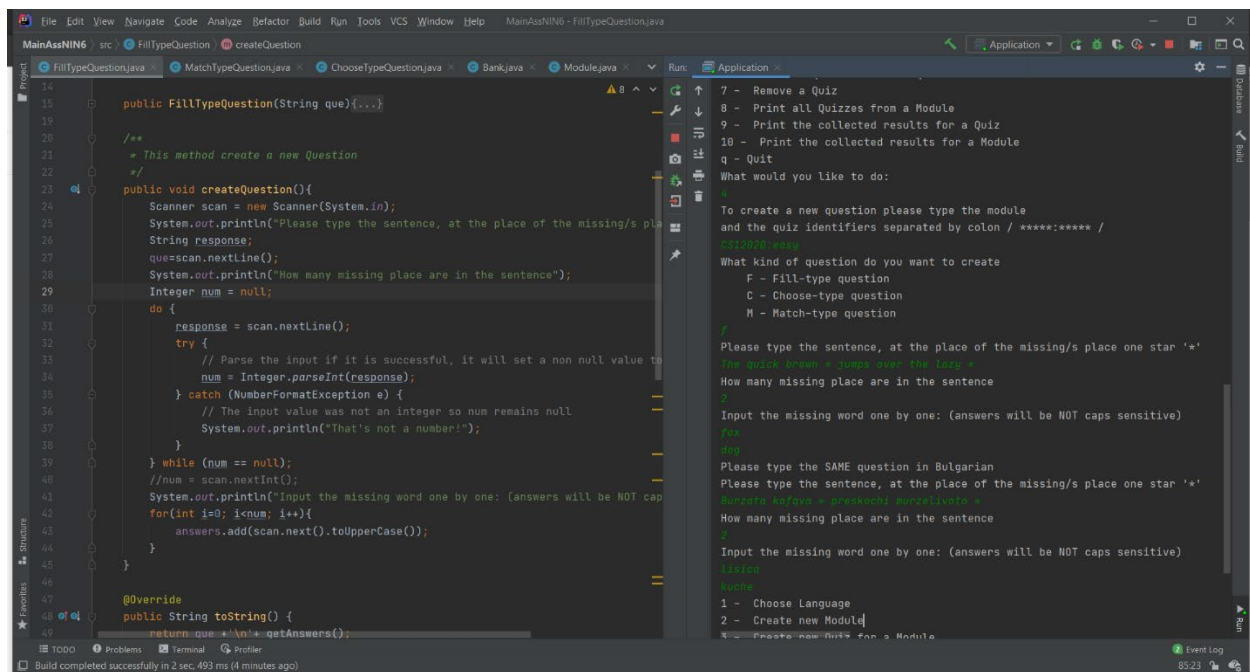 File Edit View Navigate Code Analyze Refactor Build Run Tools VCS Window Help MainAssNIN6 - FillTypeQuestion.java
MainAssNIN6 src FillTypeQuestion createQuestion
Application
FillTypeQuestion.java MatchTypeQuestion.java ChooseTypeQuestion.java Bank.java Module.java
Project
14
8
15 public FillTypeQuestion(String que){...}
19
20 /**
21 * This method create a new Question
22 */
23 public void createQuestion(){
24 Scanner scan = new Scanner(System.in);
25 System.out.println("Please type the sentence, at the place of the missing/s pla
26 String response;
27 que=scan.nextLine();
28 System.out.println("How many missing place are in the sentence");
29 Integer num = null;
30 do {
31 response = scan.nextLine();
32 try {
33 // Parse the input if it is successful, it will set a non null value to
34 num = Integer.parseInt(response);
35 } catch (NumberFormatException e) {
36 // The input value was not an integer so num remains null
37 System.out.println("That's not a number!");
38 }
39 } while (num == null);
40 //num = scan.nextInt();
41 System.out.println("Input the missing word one by one: (answers will be NOT cap
42 for(int i=0; i<num; i++){
43 answers.add(scan.next().toUpperCase());
44 }
45 }
46
47 @Override
48 public String toString() {
49 return que +'\n'+ getAnswers();
Structure
Favorites
Run: Application
7 - Remove a Quiz
8 - Print all Quizzes from a Module
9 - Print the collected results for a Quiz
10 - Print the collected results for a Module
q - Quit
What would you like to do:
4
To create a new question please type the module
and the quiz identifiers separated by colon / *****:***** /
CS12020:easy
What kind of question do you want to create
F - Fill-type question
C - Choose-type question
M - Match-type question
f
Please type the sentence, at the place of the missing/s place one star '*'
The quick brown * jumps over the lazy *
How many missing place are in the sentence
2
Input the missing word one by one: (answers will be NOT caps sensitive)
fox
dog
Please type the SAME question in Bulgarian
Please type the sentence, at the place of the missing/s place one star '*'
Burzata kafqva * preskochi murzelivoto *
How many missing place are in the sentence
2
Input the missing word one by one: (answers will be NOT caps sensitive)
lisica
kuche
1 - Choose Language
2 - Create new Module
3 - Create new Quiz for a Module
Database
Build
Run
TODO Problems Terminal Profiler
2 Event Log
Build completed successfully in 2 sec, 493 ms (4 minutes ago)
85:23